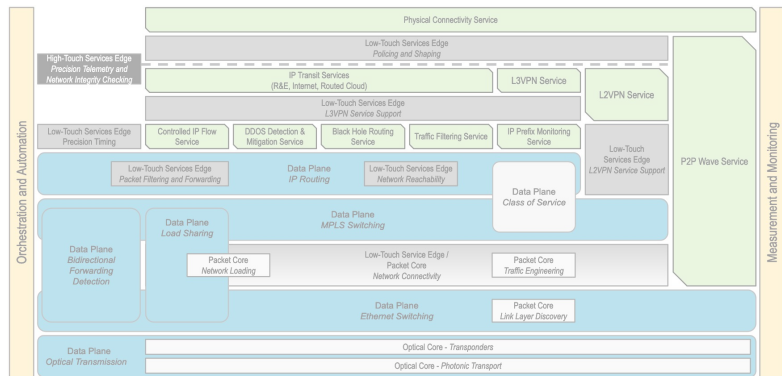 Physical Connectivity Service
Low-Touch Services Edge
Policing and Shaping
High-Touch Services Edge
Precision Telemetry and
Network Integrity Checking
IP Transit Services
(R&E, Internet, Routed Cloud)
L3VPN Service
L2VPN Service
Low-Touch Services Edge
L3VPN Service Support
Low-Touch Services Edge
Precision Timing
Controlled IP Flow
Service
DDOS Detection &
Mitigation Service
Black Hole Routing
Service
Traffic Filtering Service
IP Prefix Monitoring
Service
Low-Touch
Services Edge
L2VPN Service Support
P2P Wave Service
Orchestration and Automation
Measurement and Monitoring
Low-Touch Services Edge
Packet Filtering and Forwarding
Data Plane
IP Routing
Low-Touch Services Edge
Network Reachability
Data Plane
Class of Service
Data Plane
Load Sharing
Data Plane
MPLS Switching
Data Plane
Bidirectional
Forwarding
Detection
Packet Core
Network Loading
Low-Touch Service Edge /
Packet Core
Network Connectivity
Packet Core
Traffic Engineering
Data Plane
Ethernet Switching
Packet Core
Link Layer Discovery
Data Plane
Optical Transmission
Optical Core - Transponders
Optical Core - Photonic Transport